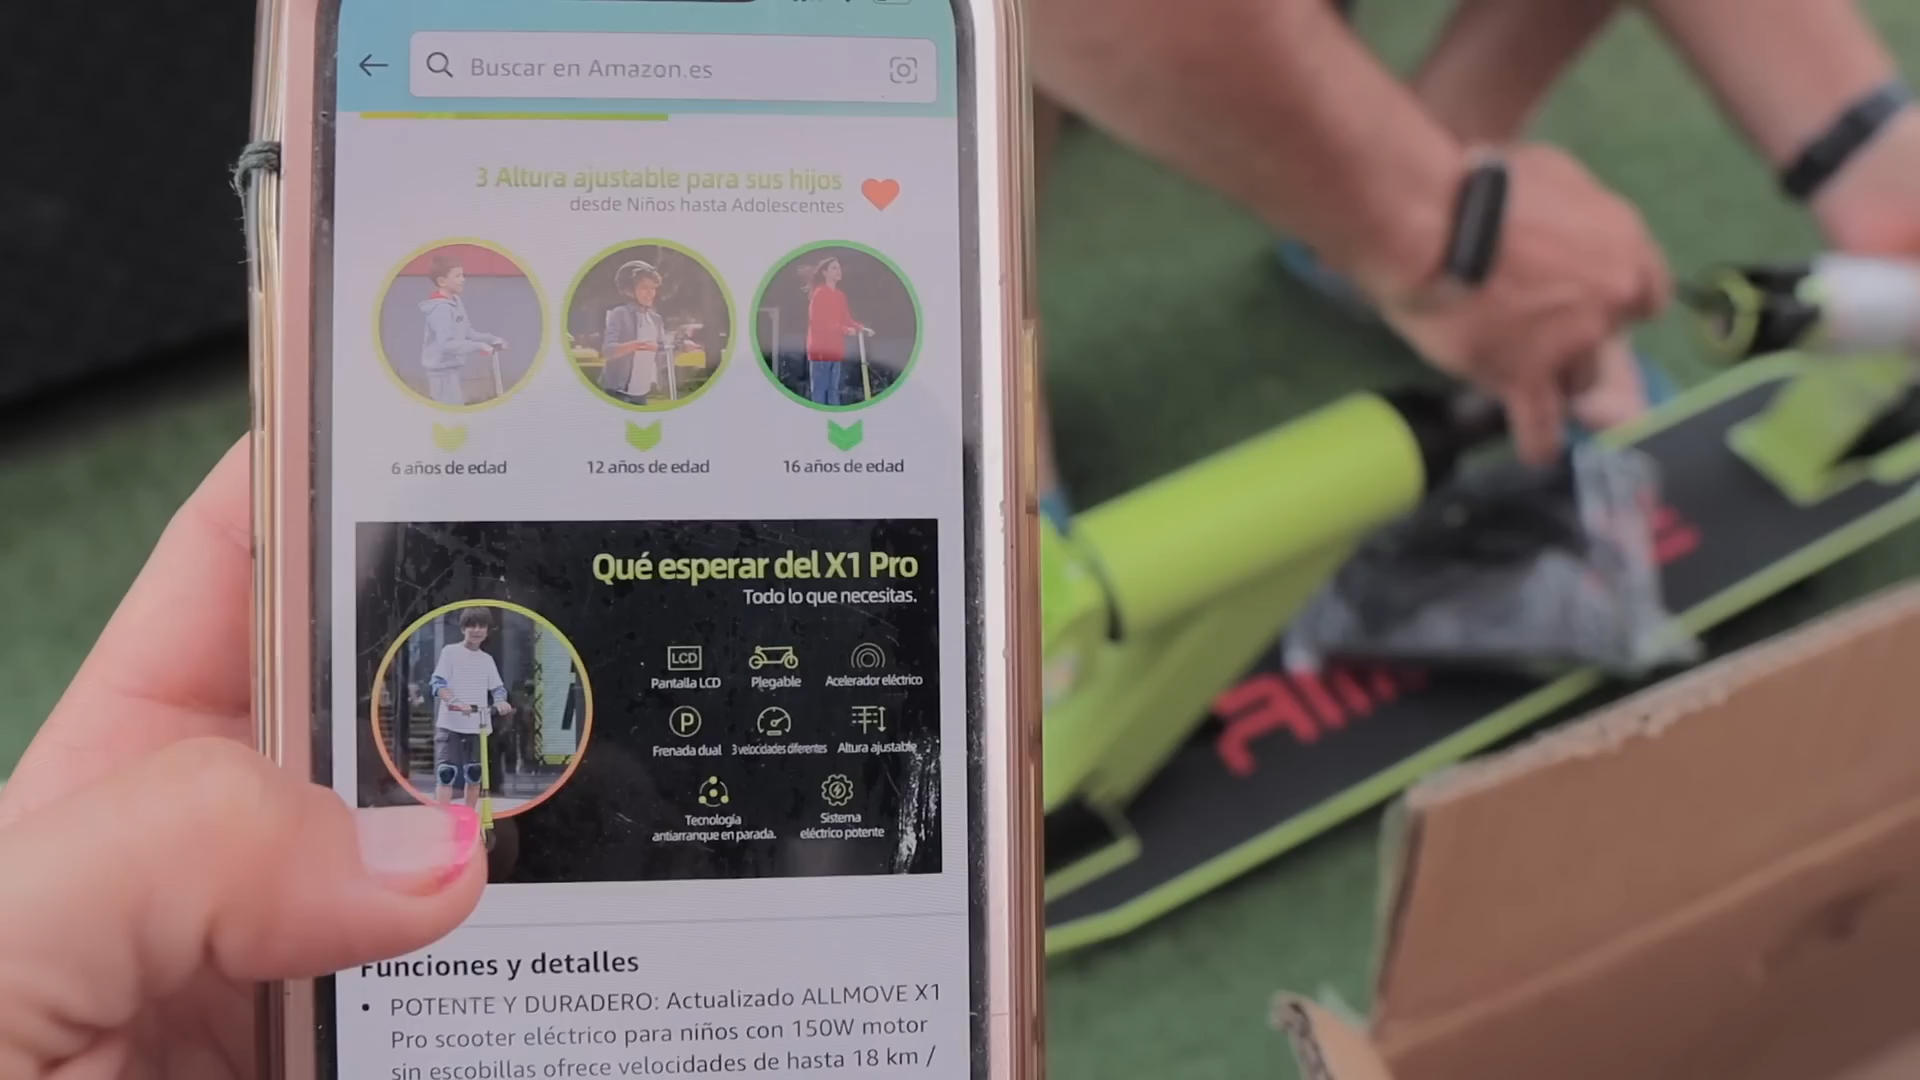 Buscar en Amazon.es
3 Altura ajustable para sus hijos
desde Niños hasta Adolescentes
6 años de edad
12 años de edad
16 años de edad
Qué esperar del X1 Pro
Todo lo que necesitas.
LCD
Pantalla LCD
Plegable
Acelerador eléctrico
P
Frenada dual
3 velocidades diferentes
Altura ajustable
Tecnología
antiarranque en parada.
Sistema
eléctrico potente
Funciones y detalles
• POTENTE Y DURADERO: Actualizado ALLMOVE X1
Pro scooter eléctrico para niños con 150W motor
sin escobillas ofrece velocidades de hasta 18 km /